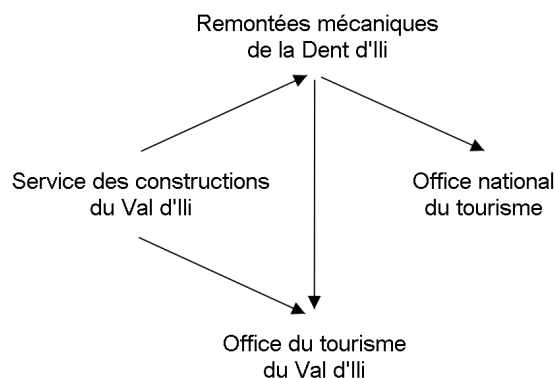 Remontées mécaniques
de la Dent d'Ili
Service des constructions
du Val d'Ili
Office national
du tourisme
Office du tourisme
du Val d'Ili